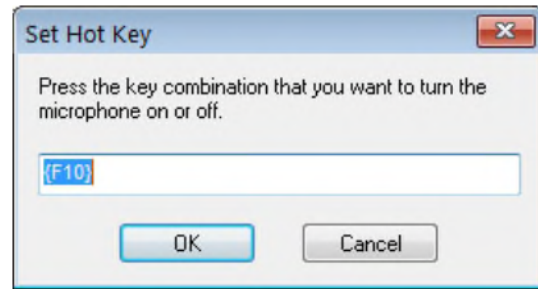 Set Hot Key
Press the key combination that you want to turn the
microphone on or off.
{F10}
OK
Cancel